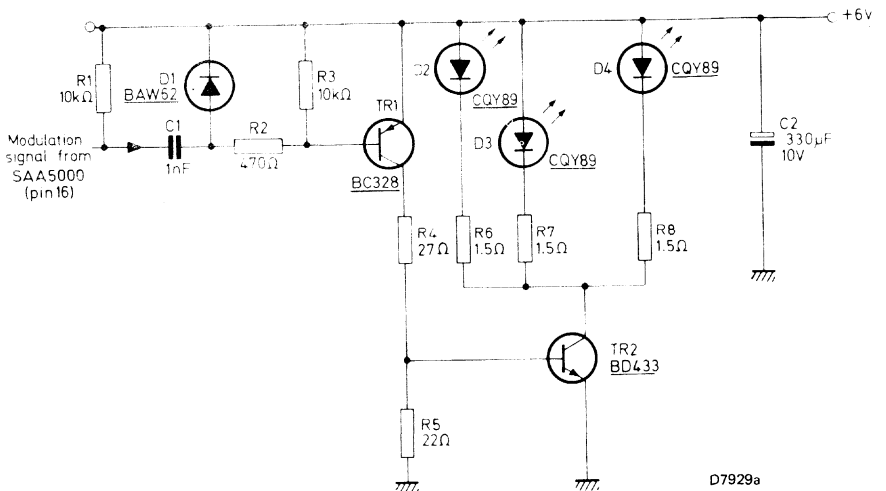 +6v
R1
10kΩ
D1
BAW62
R3
10kΩ
TR1
BC328
D2
CQY89
D3
CQY89
D4
CQY89
C2
330µF
10V
Modulation
signal from
SAA5000
(pin16)
C1
1nF
R2
470Ω
R4
27Ω
R6
1.5Ω
R7
1.5Ω
R8
1.5Ω
TR2
BD433
R5
22Ω
D7929a